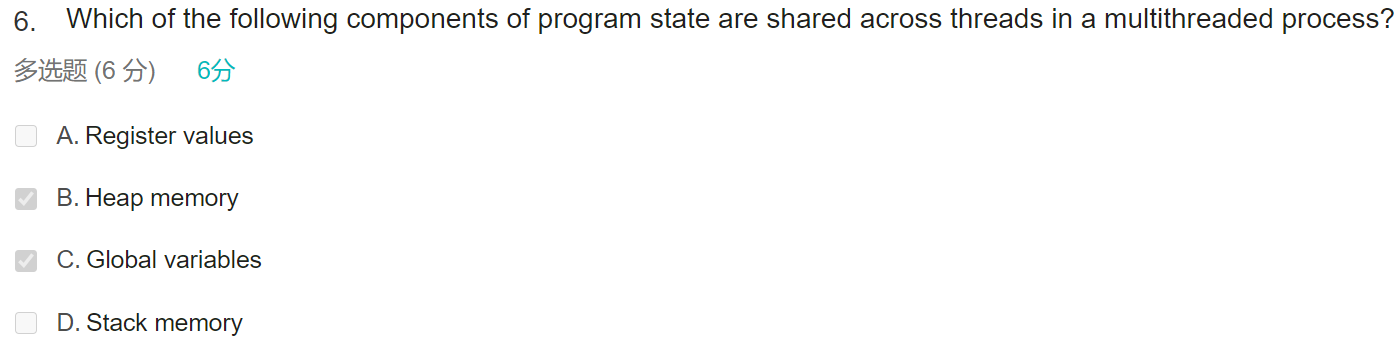 6. Which of the following components of program state are shared across threads in a multithreaded process?
多选题 (6 分) 6分
A. Register values
B. Heap memory
C. Global variables
D. Stack memory